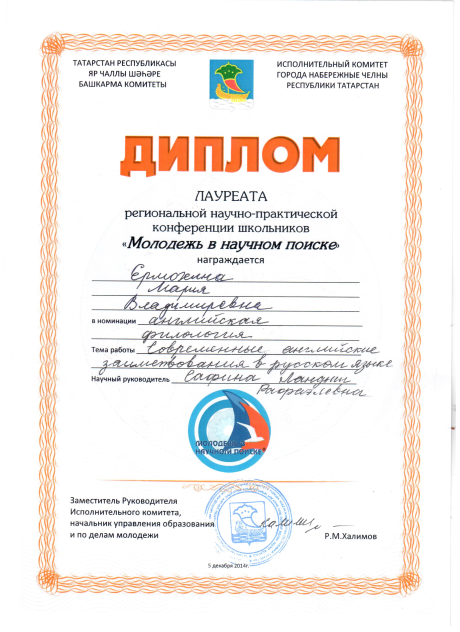 ТАТАРСТАН РЕСПУБЛИКАСЫ
ЯР ЧАЛЛЫ ШӘҺӘРЕ
БАШКАРМА КОМИТЕТЫ
ИСПОЛНИТЕЛЬНЫЙ КОМИТЕТ
ГОРОДА НАБЕРЕЖНЫЕ ЧЕЛНЫ
РЕСПУБЛИКИ ТАТАРСТАН
ДИПЛОМ
ЛАУРЕАТА
региональной научно-практической
конференции школьников
«Молодежь в научном поиске»
награждается
Мария
Владимировна
в номинации английская
филология
Тема работы Современные английские
заимствования в русском языке
Научный руководитель Сафина
МОЛОДЕЖЬ В
НАУЧНОМ ПОИСКЕ
Заместитель Руководителя
Исполнительного комитета,
начальник управления образования
и по делам молодежи
Р.М.Халимов
5 декабря 2014г.